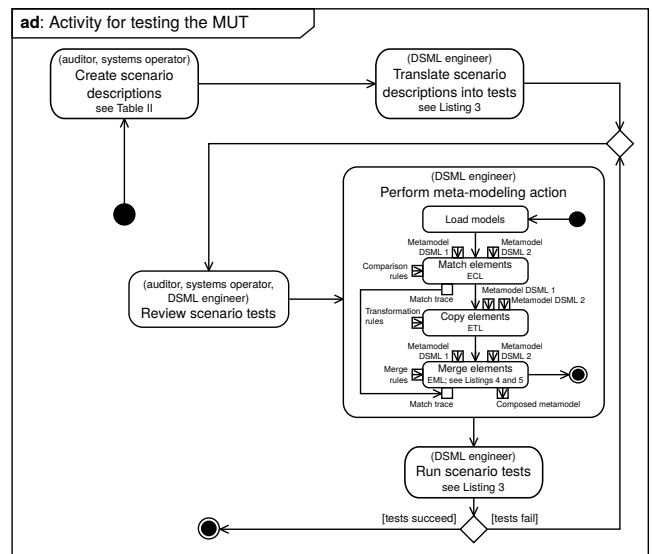 ad: Activity for testing the MUT
(auditor, systems operator)
Create scenario
descriptions
see Table II
(DSML engineer)
Translate scenario
descriptions into tests
see Listing 3
(DSML engineer)
Perform meta-modeling action
Load models
Metamodel
DSML 1
Metamodel
DSML 2
Comparison
rules
Match elements
ECL
Match trace
Metamodel DSML 1
Metamodel DSML 2
Transformation
rules
Copy elements
ETL
Metamodel
DSML 1
Metamodel
DSML 2
Merge
rules
Merge elements
EML; see Listings 4 and 5
Match trace
Composed metamodel
(auditor, systems operator,
DSML engineer)
Review scenario tests
(DSML engineer)
Run scenario tests
see Listing 3
[tests succeed]
[tests fail]